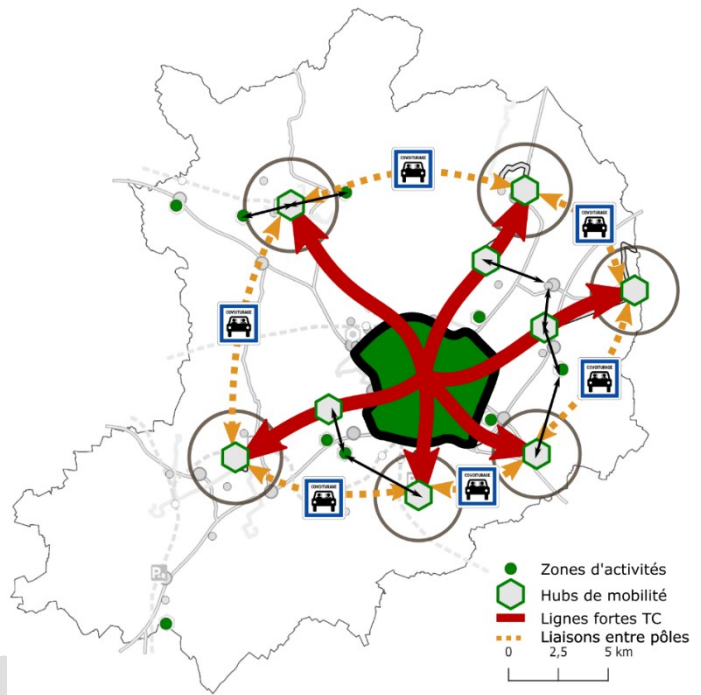 COVOITURAGE
COVOITURAGE
COVOITURAGE
COVOITURAGE
COVOITURAGE
COVOITURAGE
P
Zones d'activités
Hubs de mobilité
Lignes fortes TC
Liaisons entre pôles
0 2,5 5 km